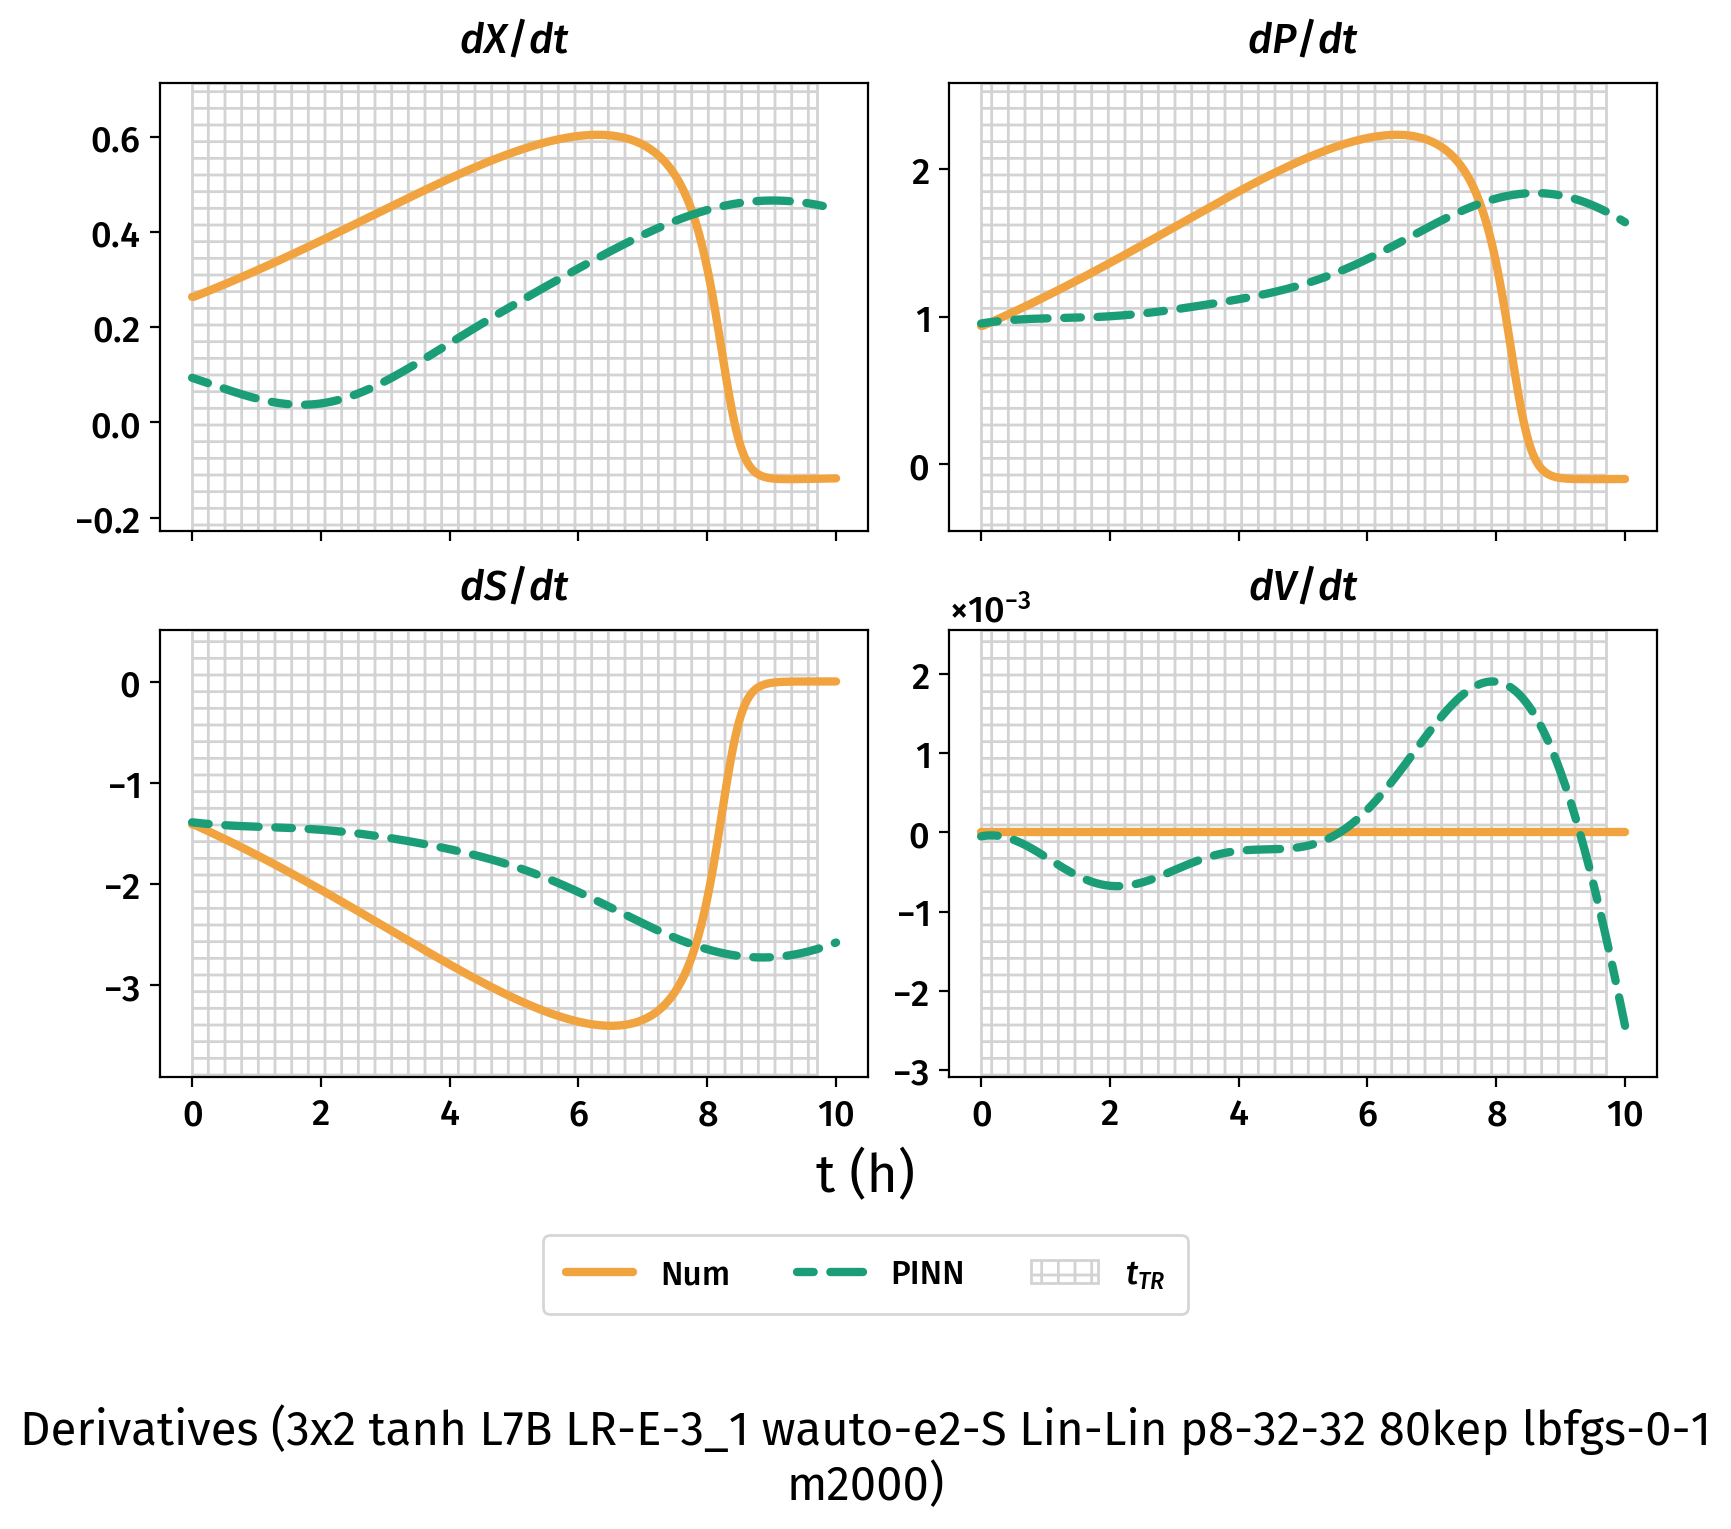 dX/dt
dP/dt
0.6
0.4
0.2
0.0
−0.2
2
1
0
dS/dt
dV/dt
×10⁻³
0
−1
−2
−3
2
1
0
−1
−2
−3
0 2 4 6 8 10
0 2 4 6 8 10
t (h)
Num PINN t_TR
Derivatives (3x2 tanh L7B LR-E-3_1 wauto-e2-S Lin-Lin p8-32-32 80kep lbfgs-0-1
m2000)